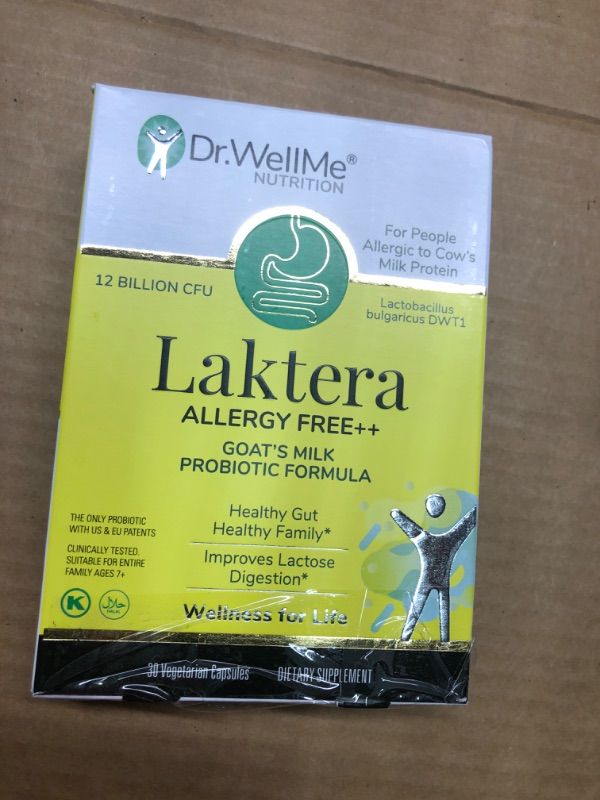 Dr.WellMe®
NUTRITION
For People
Allergic to Cow's
Milk Protein
12 BILLION CFU
Lactobacillus
bulgaricus DWT1
Laktera
ALLERGY FREE++
GOAT'S MILK
PROBIOTIC FORMULA
THE ONLY PROBIOTIC
WITH US & EU PATENTS
CLINICALLY TESTED.
SUITABLE FOR ENTIRE
FAMILY AGES 7+
Healthy Gut
Healthy Family*
Improves Lactose
Digestion*
K
حلال
HALAL
Wellness for Life
30 Vegetarian Capsules
DIETARY SUPPLEMENT